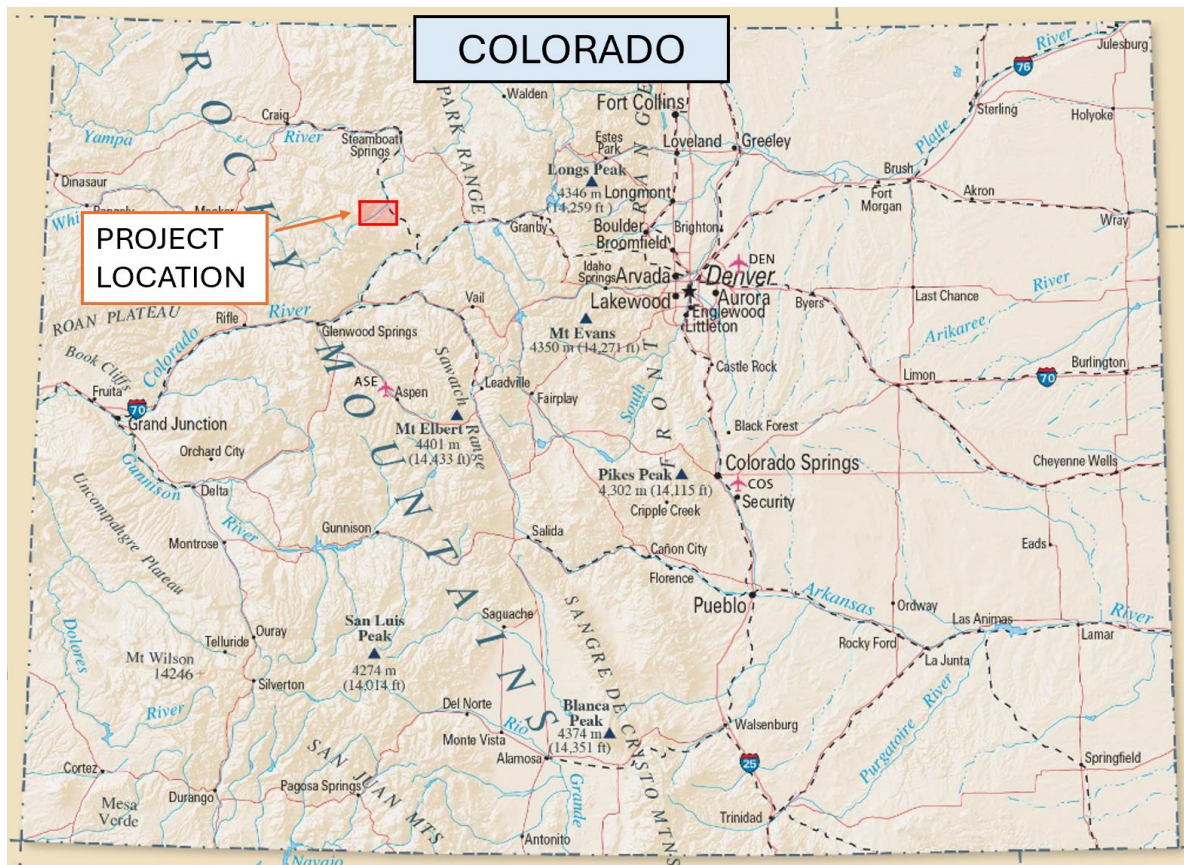 COLORADO
River
Julesburg
76
ROCKY
MOUNTAINS
PARK RANGE
Walden
Fort Collins
Sterling
Holyoke
Craig
Yampa
River
Steamboat
Springs
Estes
Park
Loveland
Greeley
Platte
Longs Peak
4346 m
(14,259 ft)
Longmont
FRONT RANGE
Brush
Fort
Morgan
Akron
Dinasaur
Rangely
Meeker
PROJECT
LOCATION
Granby
Boulder
Broomfield
Brighton
Wray
Idaho
Springs
Arvada
Denver
DEN
Lakewood
Aurora
Englewood
Littleton
Byers
Last Chance
River
Arikaree
ROAN PLATEAU
Rifle
River
Vail
Glenwood Springs
Mt Evans
4350 m (14,271 ft)
Book Cliffs
Colorado
Sawatch
Range
Castle Rock
Burlington
Fruita
70
ASE
Aspen
Leadville
Fairplay
South
Limon
70
Grand Junction
Mt Elbert
4401 m
(14,433 ft)
Black Forest
Orchard City
Gunnison
Colorado Springs
Cheyenne Wells
Pikes Peak
4,302 m (14,115 ft)
COS
Security
Cripple Creek
Delta
Uncompahgre Plateau
River
Gunnison
Salida
Montrose
Cañon City
Eads
Florence
Pueblo
Arkansas
River
Ordway
Las Animas
Lamar
Rocky Ford
La Junta
Dolores
River
Saguache
SANGRE DE CRISTO MTNS
San Luis
Peak
4274 m
(14,014 ft)
Ouray
Telluride
Mt Wilson
14246
Silverton
Del Norte
Rio
Grande
Monte Vista
Blanca
Peak
4374 m
(14,351 ft)
Alamosa
Walsenburg
Purgatoire River
Springfield
25
SAN JUAN MTS
Cortez
Mesa
Verde
Durango
Pagosa Springs
Trinidad
Antonito
Navajo